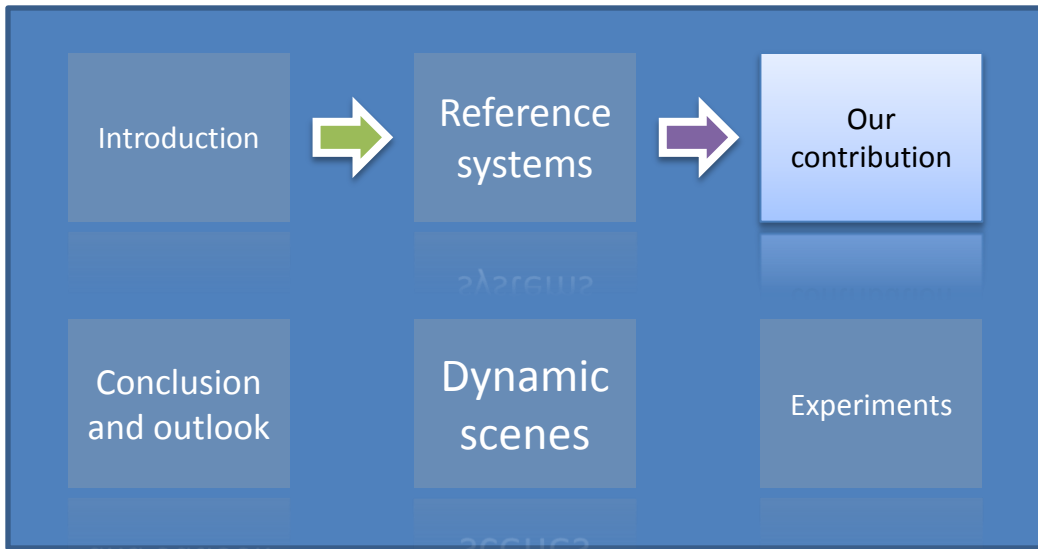 Introduction
Reference
systems
Our
contribution
Conclusion
and outlook
Dynamic
scenes
Experiments